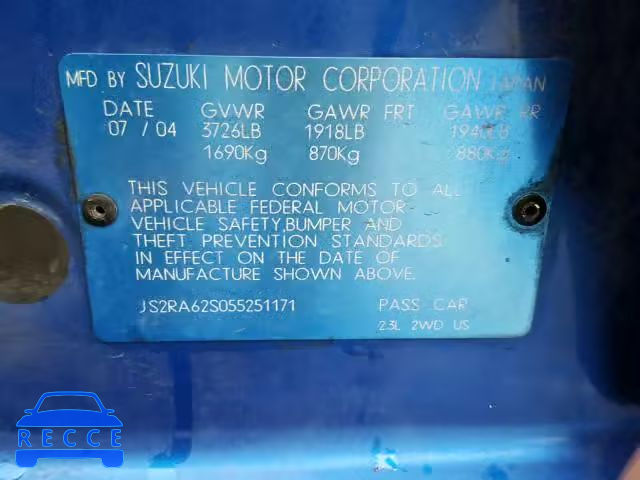 MFD BY SUZUKI MOTOR CORPORATION JAPAN
DATE GVWR GAWR FRT GAWR RR
07 / 04 3726LB 1918LB 1940LB
1690Kg 870Kg 880Kg
THIS VEHICLE CONFORMS TO ALL
APPLICABLE FEDERAL MOTOR
VEHICLE SAFETY,BUMPER AND
THEFT PREVENTION STANDARDS
IN EFFECT ON THE DATE OF
MANUFACTURE SHOWN ABOVE.
JS2RA62S055251171 PASS CAR
2.3L 2WD US
RECCE